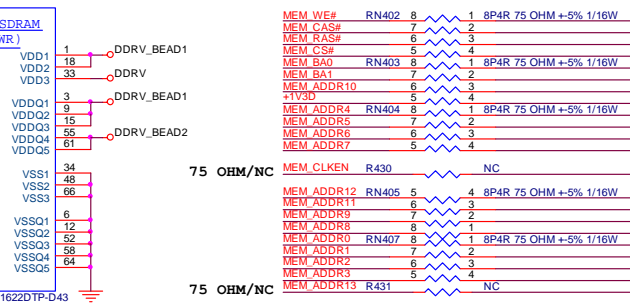 SDRAM
WR )
VDD1 1 DDRV_BEAD1
VDD2 18
VDD3 33 DDRV
VDDQ1 3 DDRV_BEAD1
VDDQ2 9
VDDQ3 15
VDDQ4 55 DDRV_BEAD2
VDDQ5 61
VSS1 34
VSS2 48
VSS3 66
VSSQ1 6
VSSQ2 12
VSSQ3 52
VSSQ4 58
VSSQ5 64
1622DTP-D43
MEM_WE# RN402 8 1 8P4R 75 OHM +-5% 1/16W
MEM_CAS# 7 2
MEM_RAS# 6 3
MEM_CS# 5 4
MEM_BA0 RN403 8 1 8P4R 75 OHM +-5% 1/16W
MEM_BA1 7 2
MEM_ADDR10 6 3
+1V3D 5 4
MEM_ADDR4 RN404 8 1 8P4R 75 OHM +-5% 1/16W
MEM_ADDR5 7 2
MEM_ADDR6 6 3
MEM_ADDR7 5 4
75 OHM/NC MEM_CLKEN R430 NC
MEM_ADDR12 RN405 5 4 8P4R 75 OHM +-5% 1/16W
MEM_ADDR11 6 3
MEM_ADDR9 7 2
MEM_ADDR8 8 1
MEM_ADDR0 RN407 8 1 8P4R 75 OHM +-5% 1/16W
MEM_ADDR1 7 2
MEM_ADDR2 6 3
MEM_ADDR3 5 4
75 OHM/NC MEM_ADDR13 R431 NC